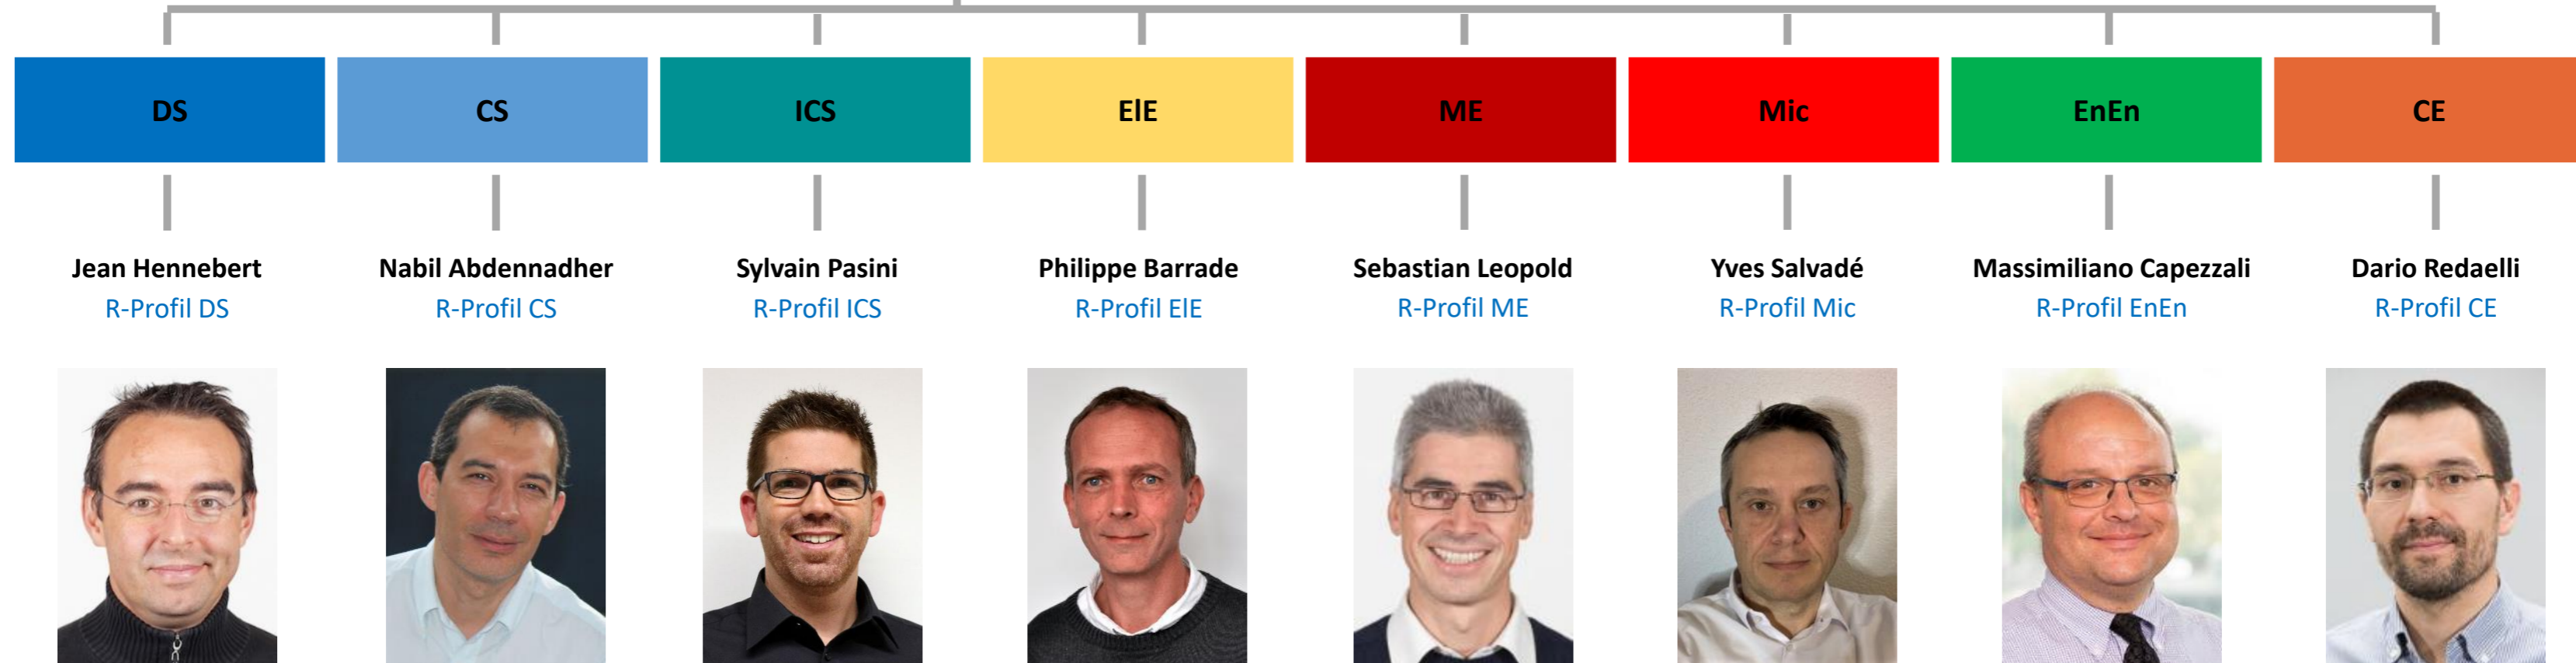 DS
CS
ICS
ElE
ME
Mic
EnEn
CE
Jean Hennebert
R-Profil DS
Nabil Abdennadher
R-Profil CS
Sylvain Pasini
R-Profil ICS
Philippe Barrade
R-Profil ElE
Sebastian Leopold
R-Profil ME
Yves Salvadé
R-Profil Mic
Massimiliano Capezzali
R-Profil EnEn
Dario Redaelli
R-Profil CE